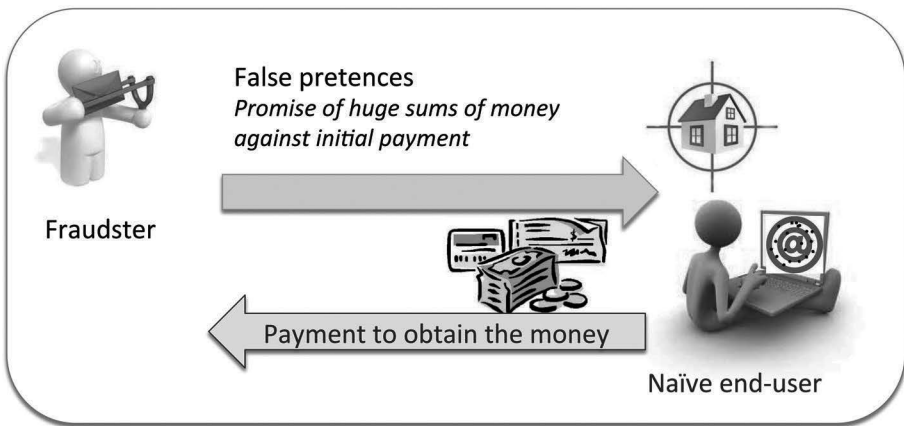 False pretences
Promise of huge sums of money
against initial payment
Fraudster
$
@
Payment to obtain the money
Naïve end-user